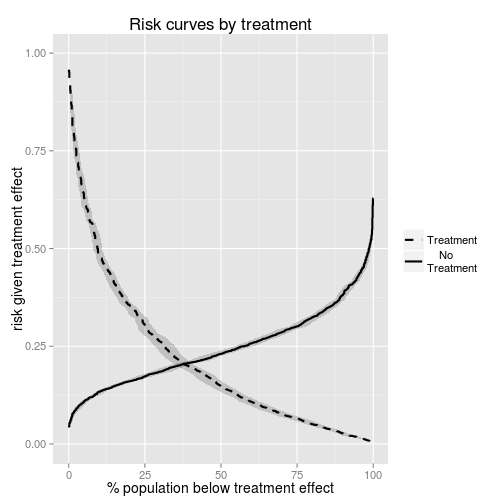 Risk curves by treatment
risk given treatment effect
1.00
0.75
0.50
0.25
0.00
0
25
50
75
100
% population below treatment effect
Treatment
No
Treatment